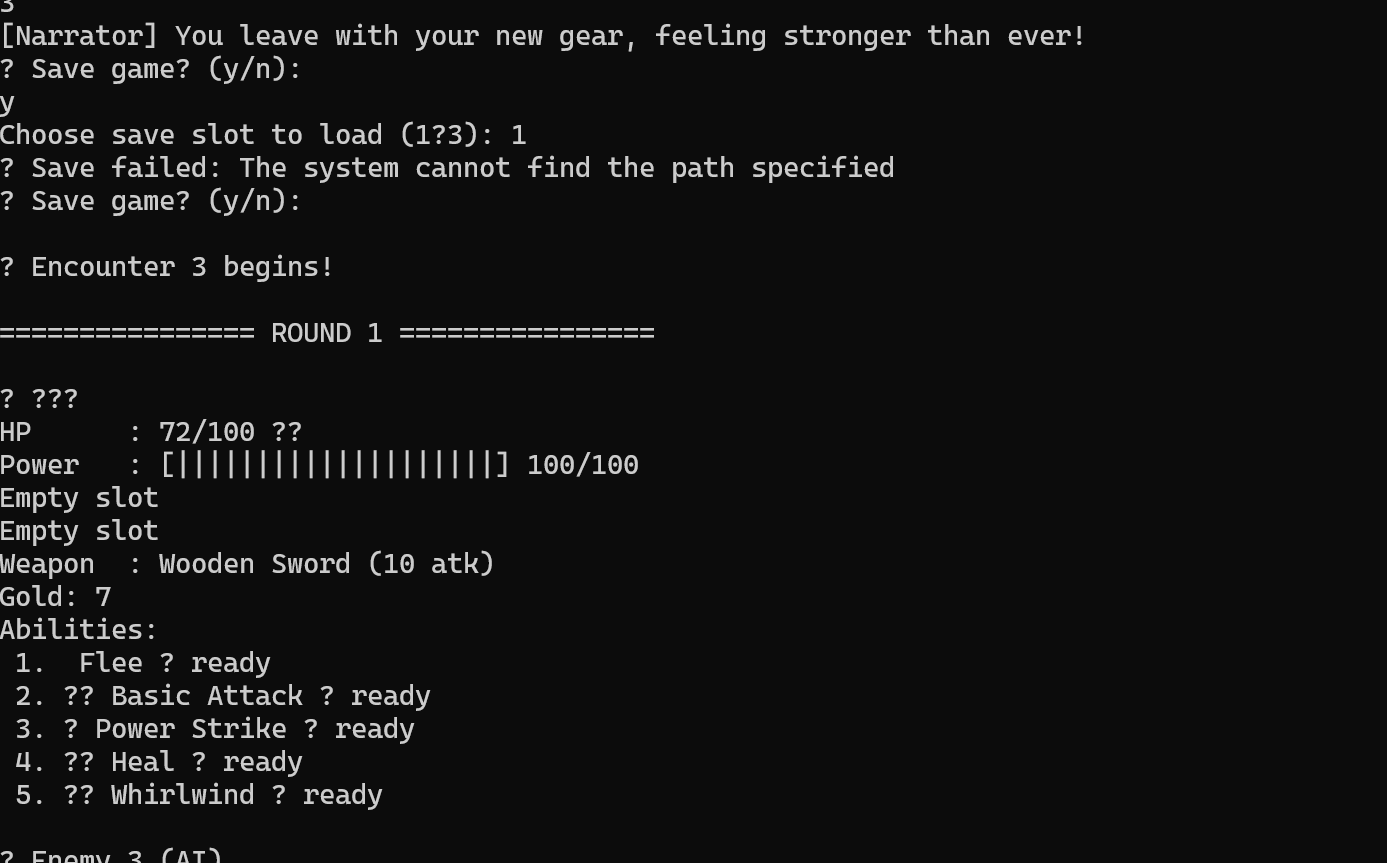 3
[Narrator] You leave with your new gear, feeling stronger than ever!
? Save game? (y/n):
y
Choose save slot to load (1?3): 1
? Save failed: The system cannot find the path specified
? Save game? (y/n):
? Encounter 3 begins!
================ ROUND 1 ================
? ???
HP      : 72/100 ??
Power   : [||||||||||||||||||||] 100/100
Empty slot
Empty slot
Weapon  : Wooden Sword (10 atk)
Gold: 7
Abilities:
 1.  Flee ? ready
 2. ?? Basic Attack ? ready
 3. ? Power Strike ? ready
 4. ?? Heal ? ready
 5. ?? Whirlwind ? ready
? Enemy 3 (AI)